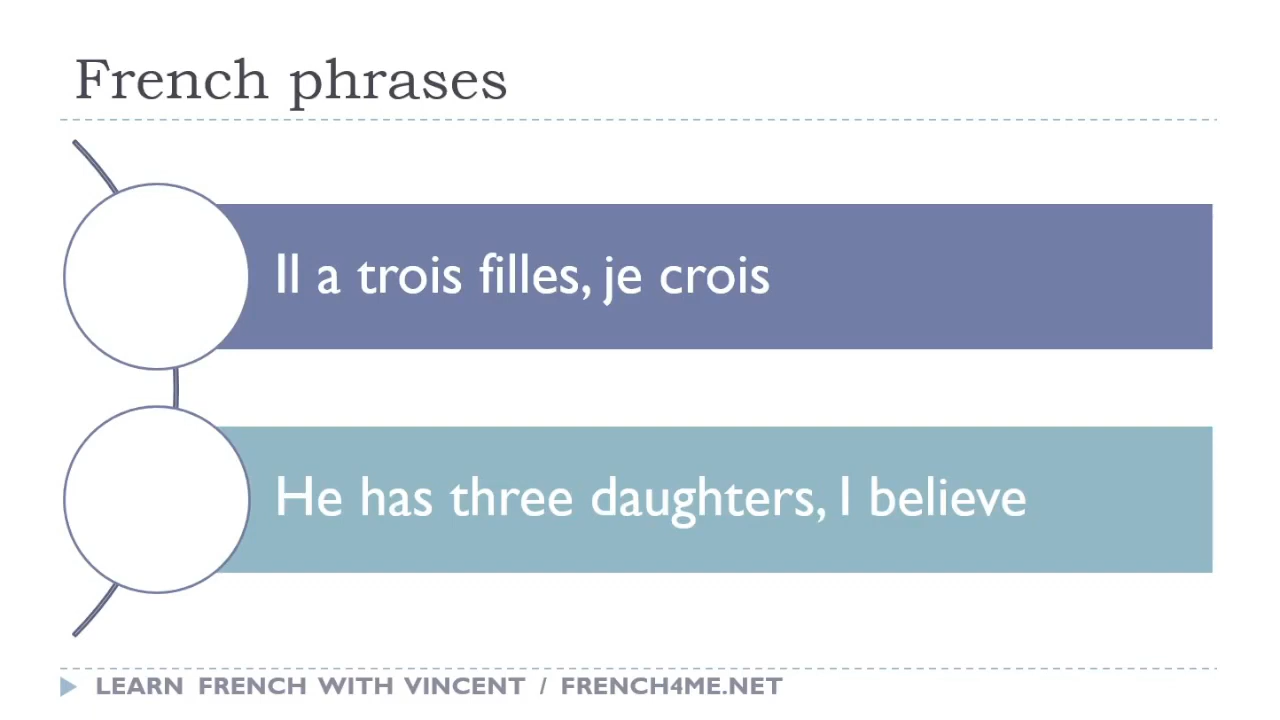 French phrases
Il a trois filles, je crois
He has three daughters, I believe
LEARN FRENCH WITH VINCENT / FRENCH4ME.NET